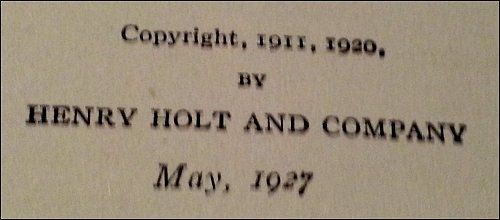 Copyright, 1911, 1920,
BY
HENRY HOLT AND COMPANY
May, 1927